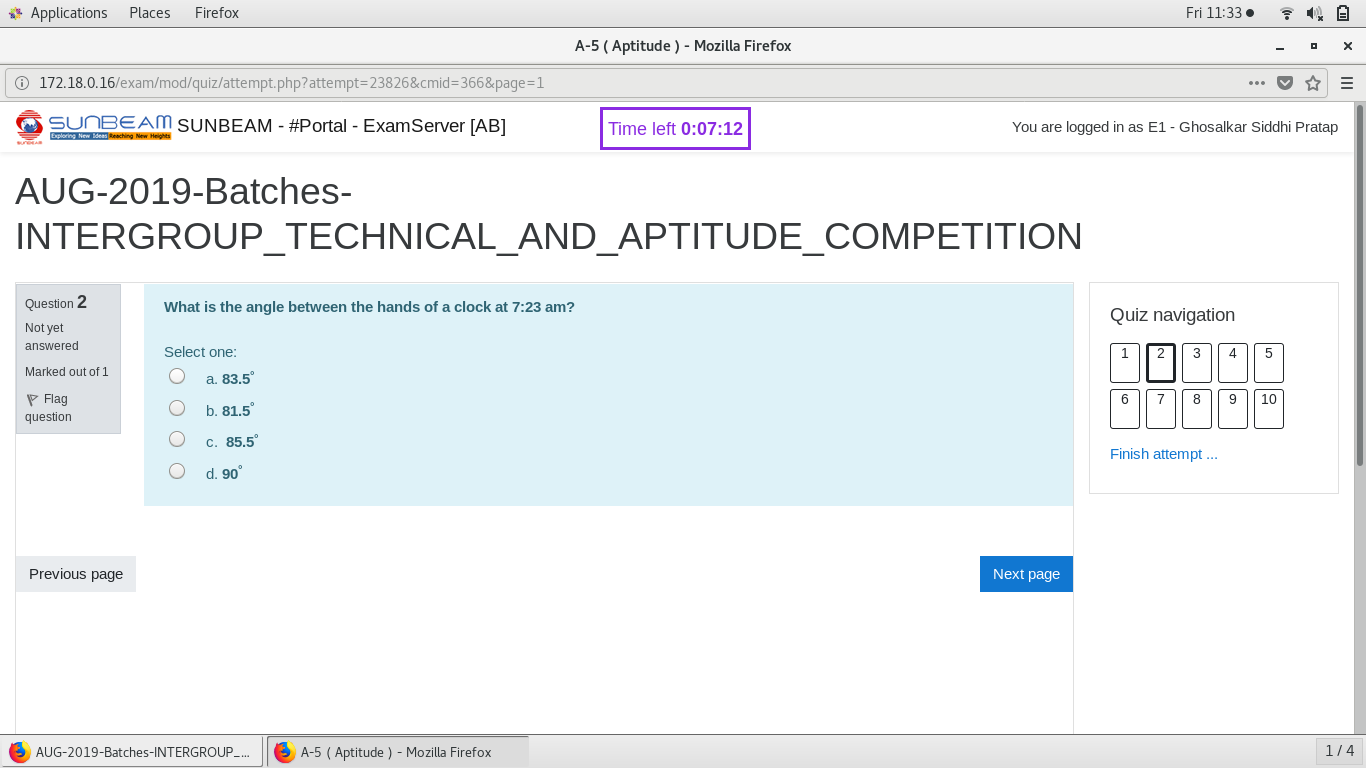 Applications Places Firefox Fri 11:33
A-5 ( Aptitude ) - Mozilla Firefox
172.18.0.16/exam/mod/quiz/attempt.php?attempt=23826&cmid=366&page=1
SUNBEAM
Exploring New Ideas Reaching New Heights
SUNBEAM
SUNBEAM - #Portal - ExamServer [AB]
Time left 0:07:12
You are logged in as E1 - Ghosalkar Siddhi Pratap
AUG-2019-Batches-
INTERGROUP_TECHNICAL_AND_APTITUDE_COMPETITION
Question 2
Not yet
answered
Marked out of 1
Flag
question
What is the angle between the hands of a clock at 7:23 am?
Select one:
a. 83.5°
b. 81.5°
c. 85.5°
d. 90°
Previous page
Next page
Quiz navigation
1 2 3 4 5
6 7 8 9 10
Finish attempt ...
AUG-2019-Batches-INTERGROUP_...
A-5 ( Aptitude ) - Mozilla Firefox
1 / 4